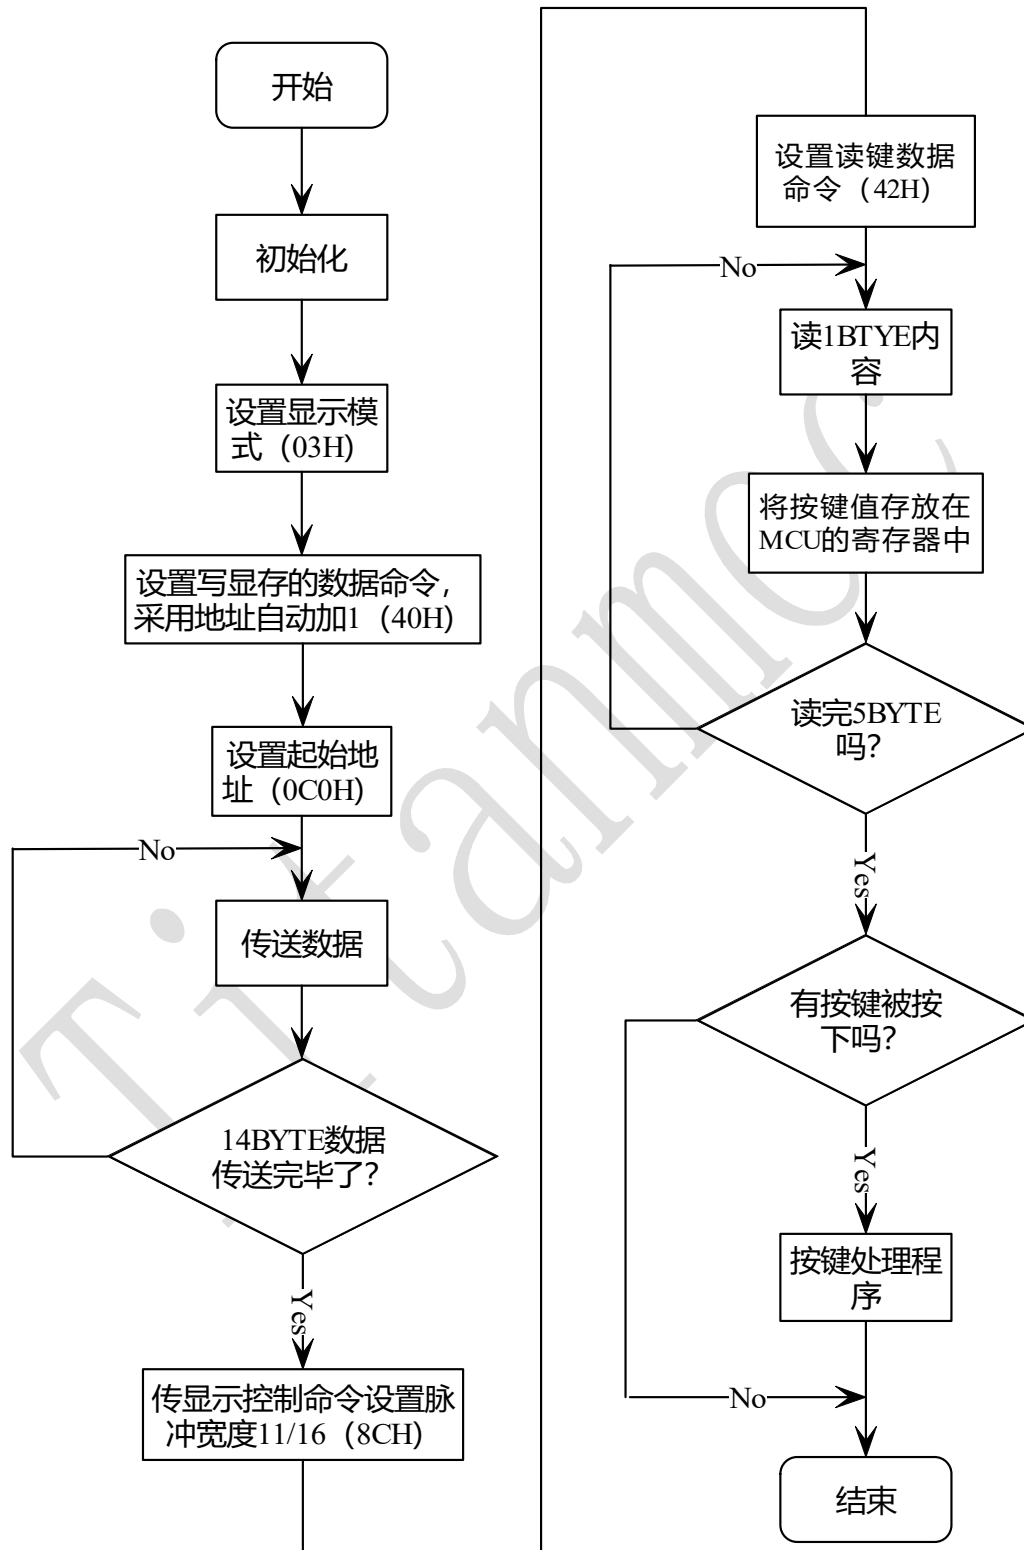 开始
初始化
设置显示模
式（03H）
设置写显存的数据命令，
采用地址自动加1（40H）
设置起始地
址（0C0H）
No
传送数据
14BYTE数据
传送完毕了？
Yes
传显示控制命令设置脉
冲宽度11/16（8CH）
设置读键数据
命令（42H）
No
读1BTYE内
容
将按键值存放在
MCU的寄存器中
读完5BYTE
吗？
Yes
有按键被按
下吗？
Yes
按键处理程
序
No
结束
Titanmec